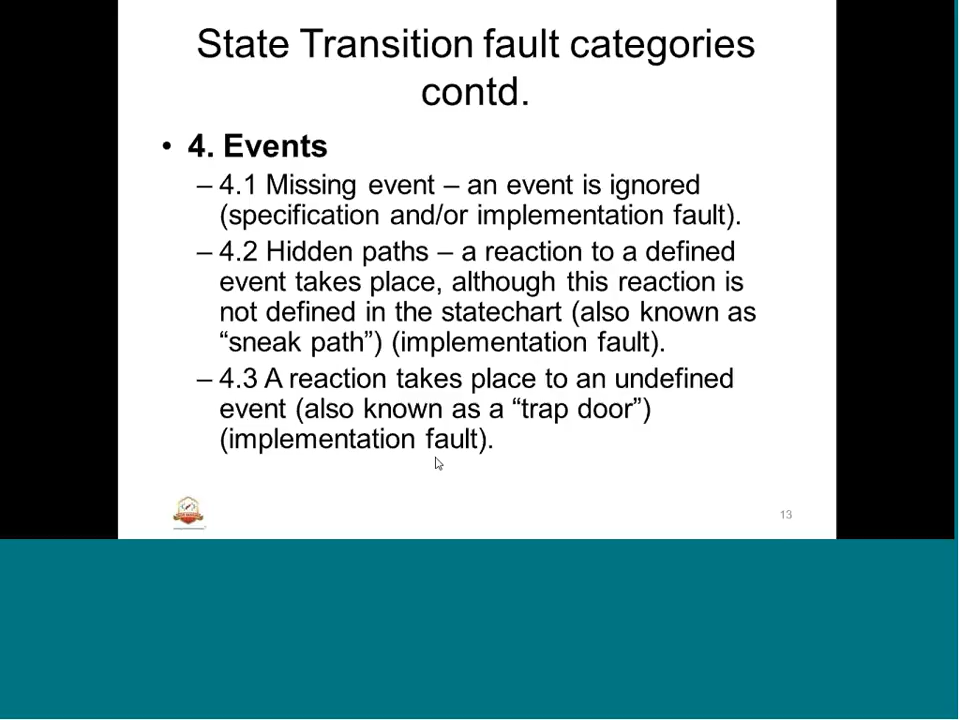 State Transition fault categories
contd.
• 4. Events
– 4.1 Missing event – an event is ignored
(specification and/or implementation fault).
– 4.2 Hidden paths – a reaction to a defined
event takes place, although this reaction is
not defined in the statechart (also known as
“sneak path”) (implementation fault).
– 4.3 A reaction takes place to an undefined
event (also known as a “trap door”)
(implementation fault).
13